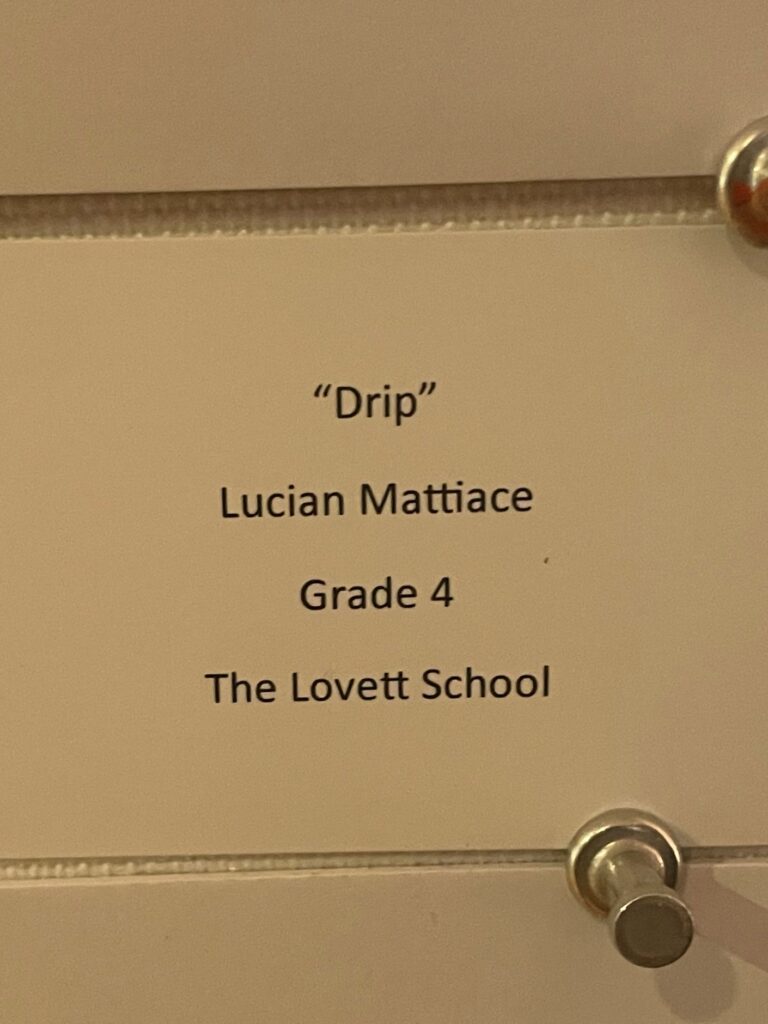 “Drip”
Lucian Mattiace
Grade 4
The Lovett School